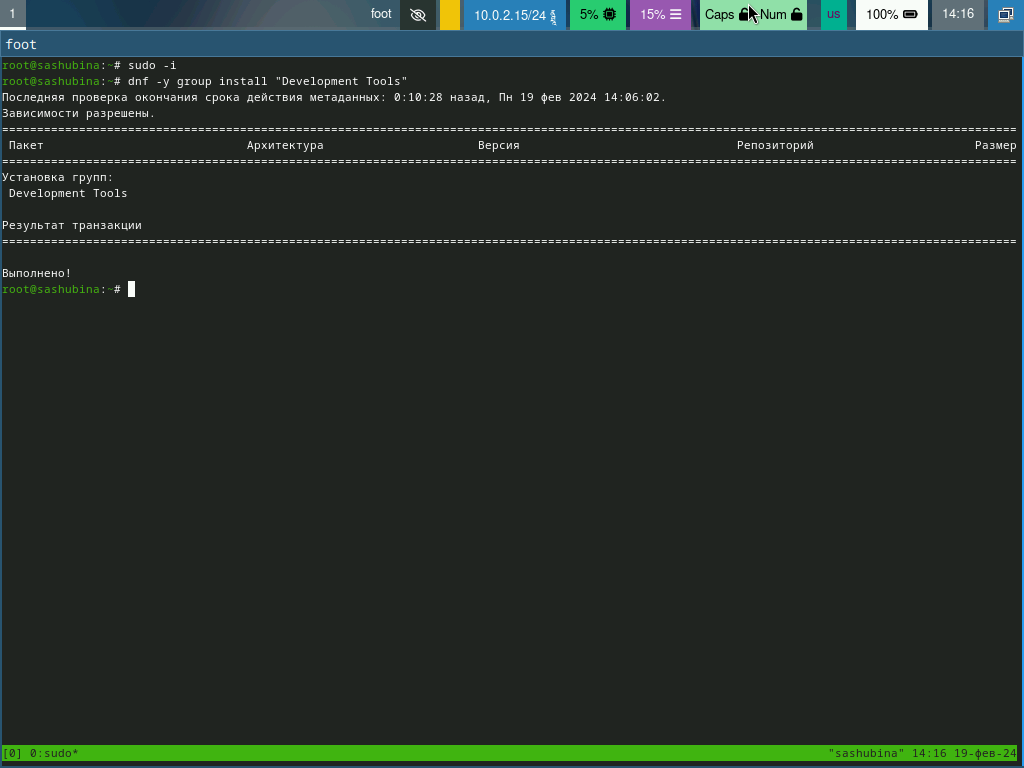 1 foot 10.0.2.15/24 5% 15% Caps Num us 100% 14:16
foot
root@sashubina:~# sudo -i
root@sashubina:~# dnf -y group install "Development Tools"
Последняя проверка окончания срока действия метаданных: 0:10:28 назад, Пн 19 фев 2024 14:06:02.
Зависимости разрешены.
================================================================================
Пакет Архитектура Версия Репозиторий Размер
================================================================================
Установка групп:
Development Tools
Результат транзакции
================================================================================
Выполнено!
root@sashubina:~#
[0] 0:sudo* "sashubina" 14:16 19-фев-24